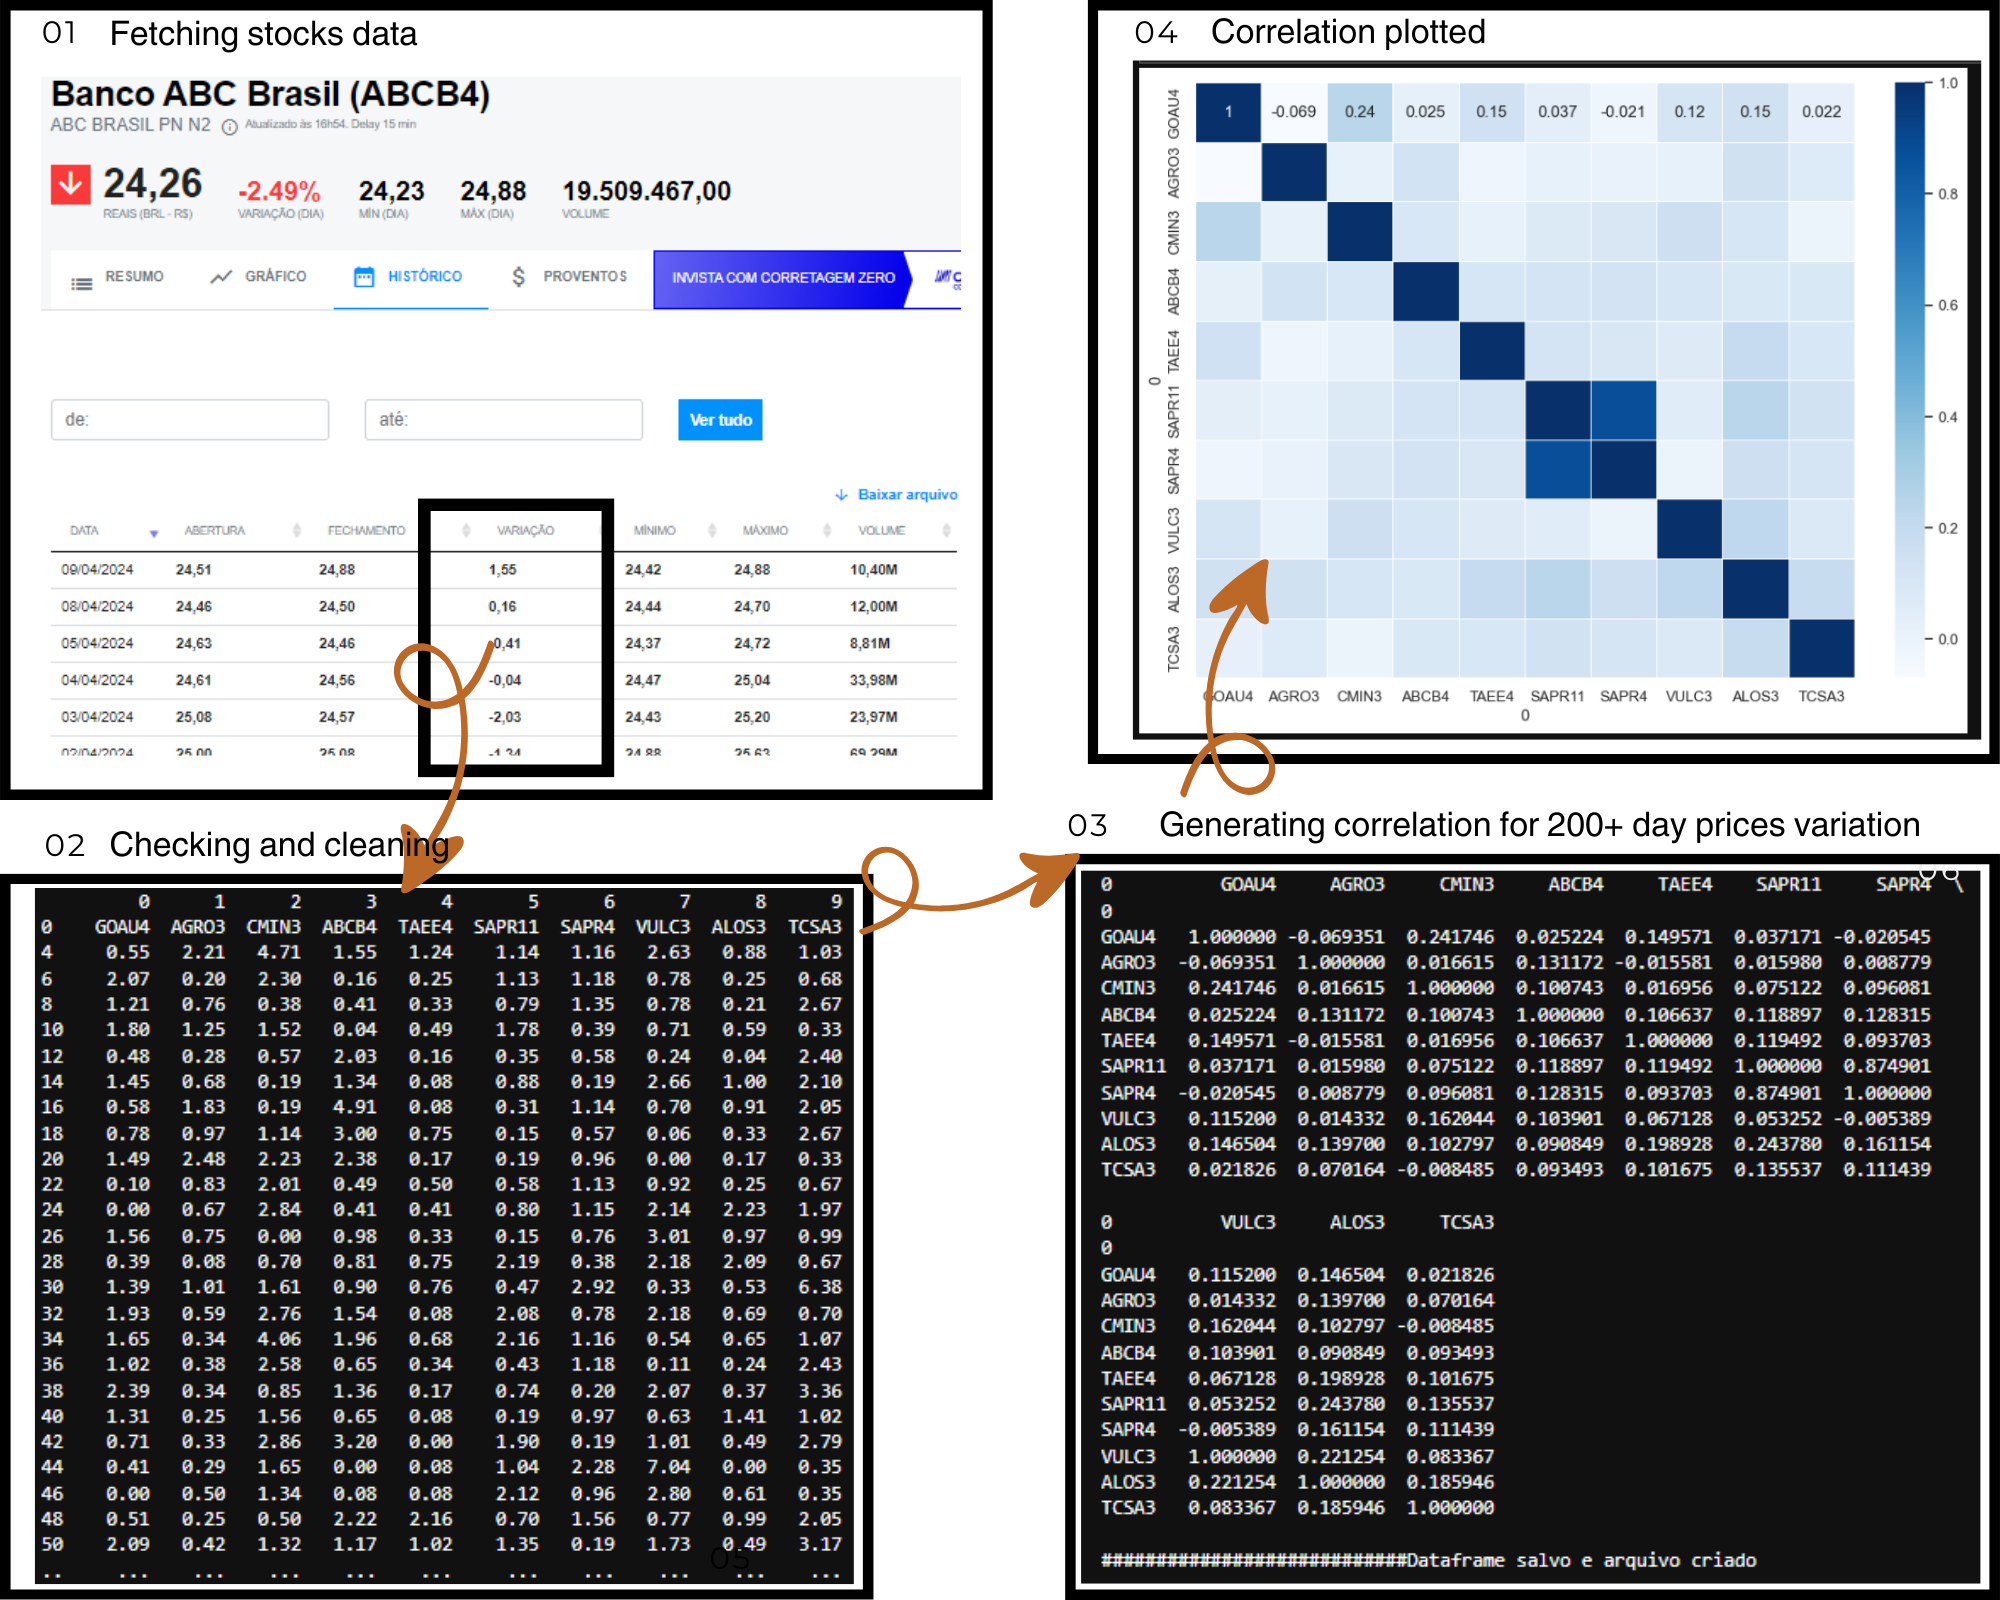 01 Fetching stocks data
Banco ABC Brasil (ABCB4)
ABC BRASIL PN N2 Atualizado às 16h54. Delay 15 min
24,26 -2.49% 24,23 24,88 19.509.467,00
REAIS (BRL - R$) VARIAÇÃO (DIA) MÍN (DIA) MÁX (DIA) VOLUME
RESUMO GRÁFICO HISTÓRICO PROVENTOS INVISTA COM CORRETAGEM ZERO
de: até: Ver tudo
Baixar arquivo
DATA ABERTURA FECHAMENTO VARIAÇÃO MÍNIMO MÁXIMO VOLUME
09/04/2024 24,51 24,88 1,55 24,42 24,88 10,40M
08/04/2024 24,46 24,50 0,16 24,44 24,70 12,00M
05/04/2024 24,63 24,46 -0,41 24,37 24,72 8,81M
04/04/2024 24,61 24,56 -0,04 24,47 25,04 33,98M
03/04/2024 25,08 24,57 -2,03 24,43 25,20 23,97M
02/04/2024 25,00 25,08 -1,34 24,88 25,63 69,29M
02 Checking and cleaning
0 1 2 3 4 5 6 7 8 9
0 GOAU4 AGRO3 CMIN3 ABCB4 TAEE4 SAPR11 SAPR4 VULC3 ALOS3 TCSA3
4 0.55 2.21 4.71 1.55 1.24 1.14 1.16 2.63 0.88 1.03
6 2.07 0.20 2.30 0.16 0.25 1.13 1.18 0.78 0.25 0.68
8 1.21 0.76 0.38 0.41 0.33 0.79 1.35 0.78 0.21 2.67
10 1.80 1.25 1.52 0.04 0.49 1.78 0.39 0.71 0.59 0.33
12 0.48 0.28 0.57 2.03 0.16 0.35 0.58 0.24 0.04 2.40
14 1.45 0.68 0.19 1.34 0.08 0.88 0.19 2.66 1.00 2.10
16 0.58 1.83 0.19 4.91 0.08 0.31 1.14 0.70 0.91 2.05
18 0.78 0.97 1.14 3.00 0.75 0.15 0.57 0.06 0.33 2.67
20 1.49 2.48 2.23 2.38 0.17 0.19 0.96 0.00 0.17 0.33
22 0.10 0.83 2.01 0.49 0.50 0.58 1.13 0.92 0.25 0.67
24 0.00 0.67 2.84 0.41 0.41 0.80 1.15 2.14 2.23 1.97
26 1.56 0.75 0.00 0.98 0.33 0.15 0.76 3.01 0.97 0.99
28 0.39 0.08 0.70 0.81 0.75 2.19 0.38 2.18 2.09 0.67
30 1.39 1.01 1.61 0.90 0.76 0.47 2.92 0.33 0.53 6.38
32 1.93 0.59 2.76 1.54 0.08 2.08 0.78 2.18 0.69 0.70
34 1.65 0.34 4.06 1.96 0.68 2.16 1.16 0.54 0.65 1.07
36 1.02 0.38 2.58 0.65 0.34 0.43 1.18 0.11 0.24 2.43
38 2.39 0.34 0.85 1.36 0.17 0.74 0.20 2.07 0.37 3.36
40 1.31 0.25 1.56 0.65 0.08 0.19 0.97 0.63 1.41 1.02
42 0.71 0.33 2.86 3.20 0.00 1.90 0.19 1.01 0.49 2.79
44 0.41 0.29 1.65 0.00 0.08 1.04 2.28 7.04 0.00 0.35
46 0.00 0.50 1.34 0.08 0.08 2.12 0.96 2.80 0.61 0.35
48 0.51 0.25 0.50 2.22 2.16 0.70 1.56 0.77 0.99 2.05
50 2.09 0.42 1.32 1.17 1.02 1.35 0.19 1.73 0.49 3.17
.. ... ... ... ... ... ... ... ... ... ...
05
03 Generating correlation for 200+ day prices variation
06
0 GOAU4 AGRO3 CMIN3 ABCB4 TAEE4 SAPR11 SAPR4 \
0
GOAU4 1.000000 -0.069351 0.241746 0.025224 0.149571 0.037171 -0.020545
AGRO3 -0.069351 1.000000 0.016615 0.131172 -0.015581 0.015980 0.008779
CMIN3 0.241746 0.016615 1.000000 0.100743 0.016956 0.075122 0.096081
ABCB4 0.025224 0.131172 0.100743 1.000000 0.106637 0.118897 0.128315
TAEE4 0.149571 -0.015581 0.016956 0.106637 1.000000 0.119492 0.093703
SAPR11 0.037171 0.015980 0.075122 0.118897 0.119492 1.000000 0.874901
SAPR4 -0.020545 0.008779 0.096081 0.128315 0.093703 0.874901 1.000000
VULC3 0.115200 0.014332 0.162044 0.103901 0.067128 0.053252 -0.005389
ALOS3 0.146504 0.139700 0.102797 0.090849 0.198928 0.243780 0.161154
TCSA3 0.021826 0.070164 -0.008485 0.093493 0.101675 0.135537 0.111439
0 VULC3 ALOS3 TCSA3
0
GOAU4 0.115200 0.146504 0.021826
AGRO3 0.014332 0.139700 0.070164
CMIN3 0.162044 0.102797 -0.008485
ABCB4 0.103901 0.090849 0.093493
TAEE4 0.067128 0.198928 0.101675
SAPR11 0.053252 0.243780 0.135537
SAPR4 -0.005389 0.161154 0.111439
VULC3 1.000000 0.221254 0.083367
ALOS3 0.221254 1.000000 0.185946
TCSA3 0.083367 0.185946 1.000000
############################Dataframe salvo e arquivo criado
04 Correlation plotted
GOAU4 1 -0.069 0.24 0.025 0.15 0.037 -0.021 0.12 0.15 0.022
AGRO3
CMIN3
ABCB4
TAEE4
SAPR11
SAPR4
VULC3
ALOS3
TCSA3
0
GOAU4 AGRO3 CMIN3 ABCB4 TAEE4 SAPR11 SAPR4 VULC3 ALOS3 TCSA3
0
1.0
0.8
0.6
0.4
0.2
0.0